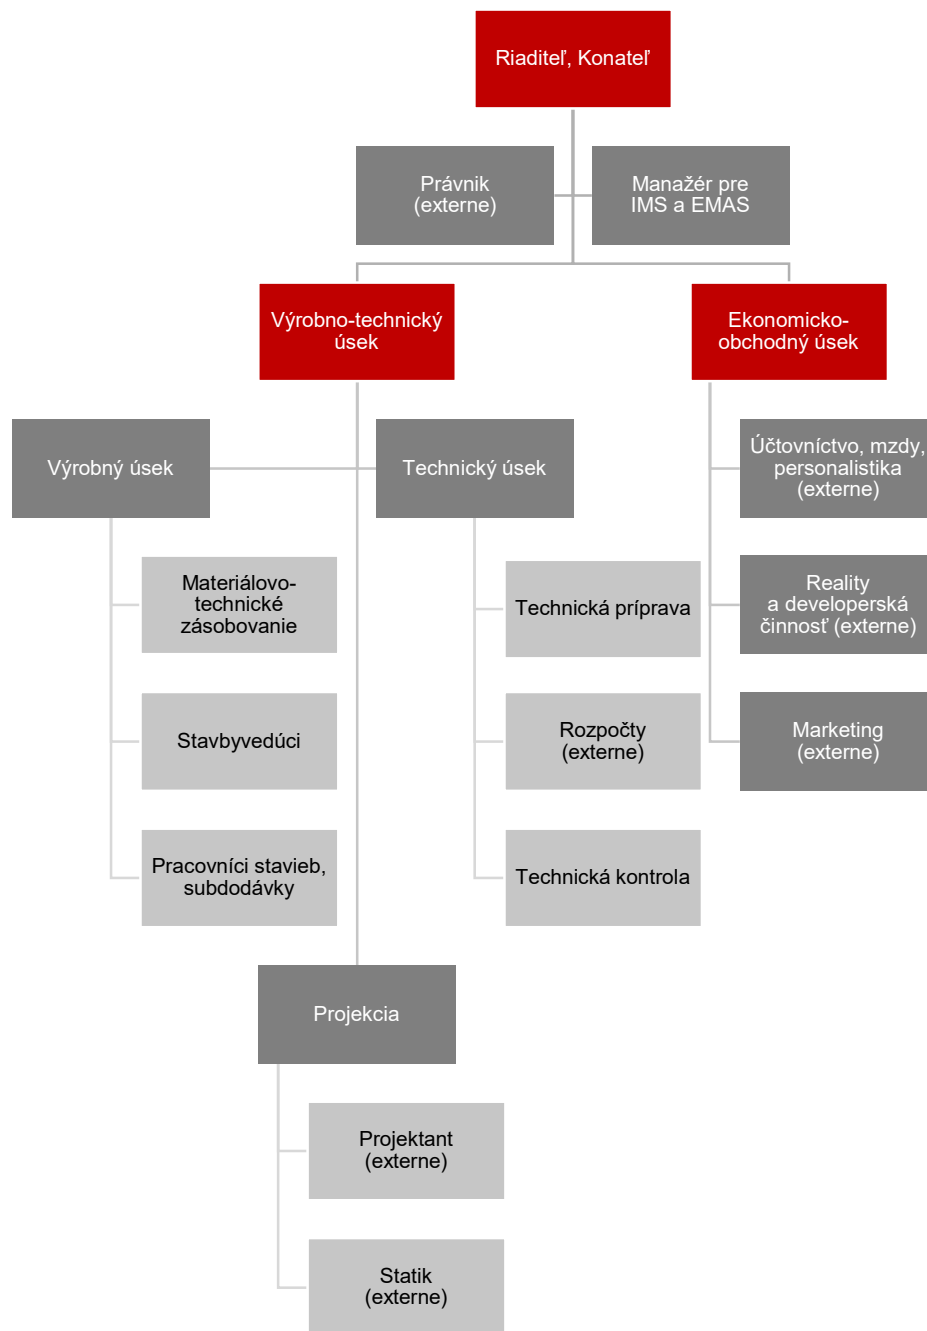 Riaditeľ, Konateľ
Právnik
(externe)
Manažér pre
IMS a EMAS
Výrobno-technický
úsek
Ekonomicko-
obchodný úsek
Výrobný úsek
Technický úsek
Účtovníctvo, mzdy,
personalistika
(externe)
Materiálovo-
technické
zásobovanie
Technická príprava
Reality
a developerská
činnosť (externe)
Stavbyvedúci
Rozpočty
(externe)
Marketing
(externe)
Pracovníci stavieb,
subdodávky
Technická kontrola
Projekcia
Projektant
(externe)
Statik
(externe)